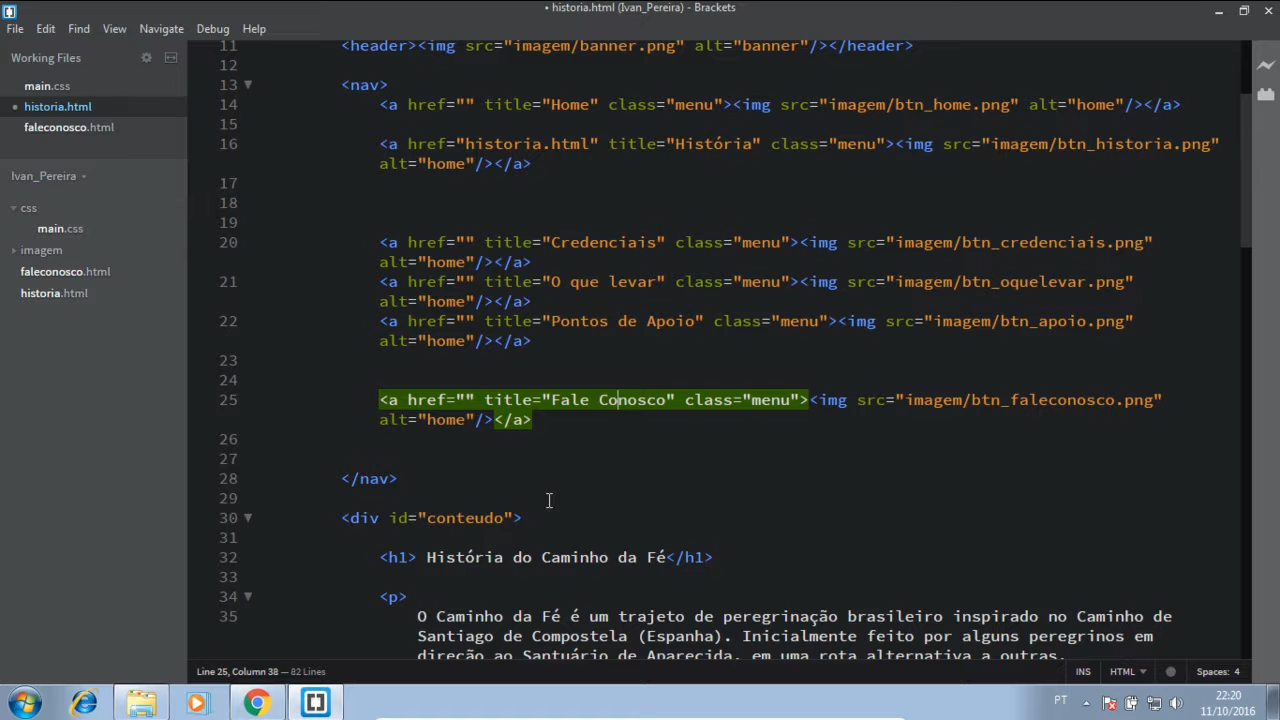 • historia.html (Ivan_Pereira) - Brackets
File Edit Find View Navigate Debug Help
Working Files
main.css
• historia.html
faleconosco.html
Ivan_Pereira
css
main.css
imagem
faleconosco.html
historia.html
11 <header><img src="imagem/banner.png" alt="banner"/></header>
12
13 <nav>
14 <a href="" title="Home" class="menu"><img src="imagem/btn_home.png" alt="home"/></a>
15
16 <a href="historia.html" title="História" class="menu"><img src="imagem/btn_historia.png"
alt="home"/></a>
17
18
19
20 <a href="" title="Credenciais" class="menu"><img src="imagem/btn_credenciais.png"
alt="home"/></a>
21 <a href="" title="O que levar" class="menu"><img src="imagem/btn_oquelevar.png"
alt="home"/></a>
22 <a href="" title="Pontos de Apoio" class="menu"><img src="imagem/btn_apoio.png"
alt="home"/></a>
23
24
25 <a href="" title="Fale Conosco" class="menu"><img src="imagem/btn_faleconosco.png"
alt="home"/></a>
26
27
28 </nav>
29
30 <div id="conteudo">
31
32 <h1> História do Caminho da Fé</h1>
33
34 <p>
35 O Caminho da Fé é um trajeto de peregrinação brasileiro inspirado no Caminho de
Santiago de Compostela (Espanha). Inicialmente feito por alguns peregrinos em
direção ao Santuário de Aparecida, em uma rota alternativa a outras.
Line 25, Column 38 — 82 Lines
INS HTML Spaces: 4
PT
22:20
11/10/2016